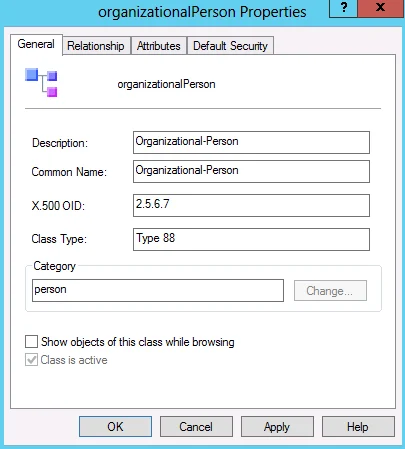 organizationalPerson Properties
? x
General Relationship Attributes Default Security
organizationalPerson
Description: Organizational-Person
Common Name: Organizational-Person
X.500 OID: 2.5.6.7
Class Type: Type 88
Category
person Change...
Show objects of this class while browsing
Class is active
OK Cancel Apply Help